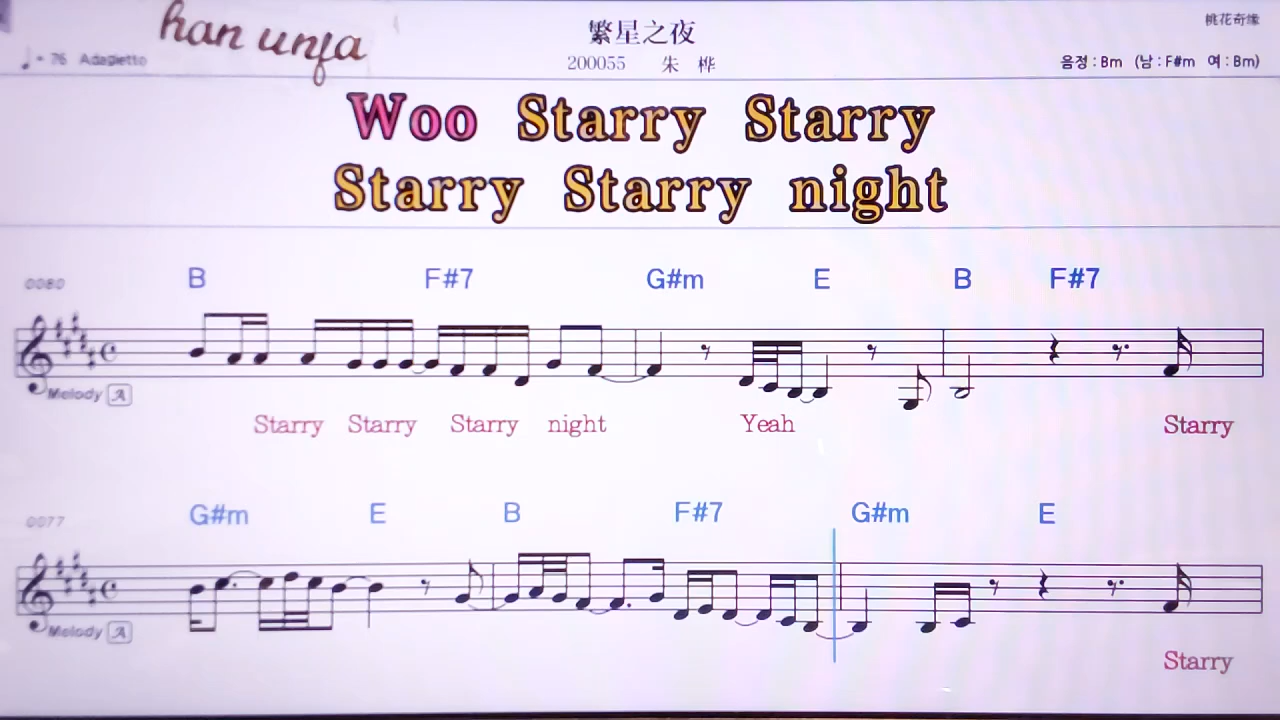 han unja
繁星之夜
桃花奇缘
♩= 76 Adagietto
200055 朱 桦
음정 : Bm (남 : F#m 여 : Bm)
Woo Starry Starry
Starry Starry night
0080 B F#7 G#m E B F#7
Melody A
Starry Starry Starry night Yeah Starry
0077 G#m E B F#7 G#m E
Melody A
Starry